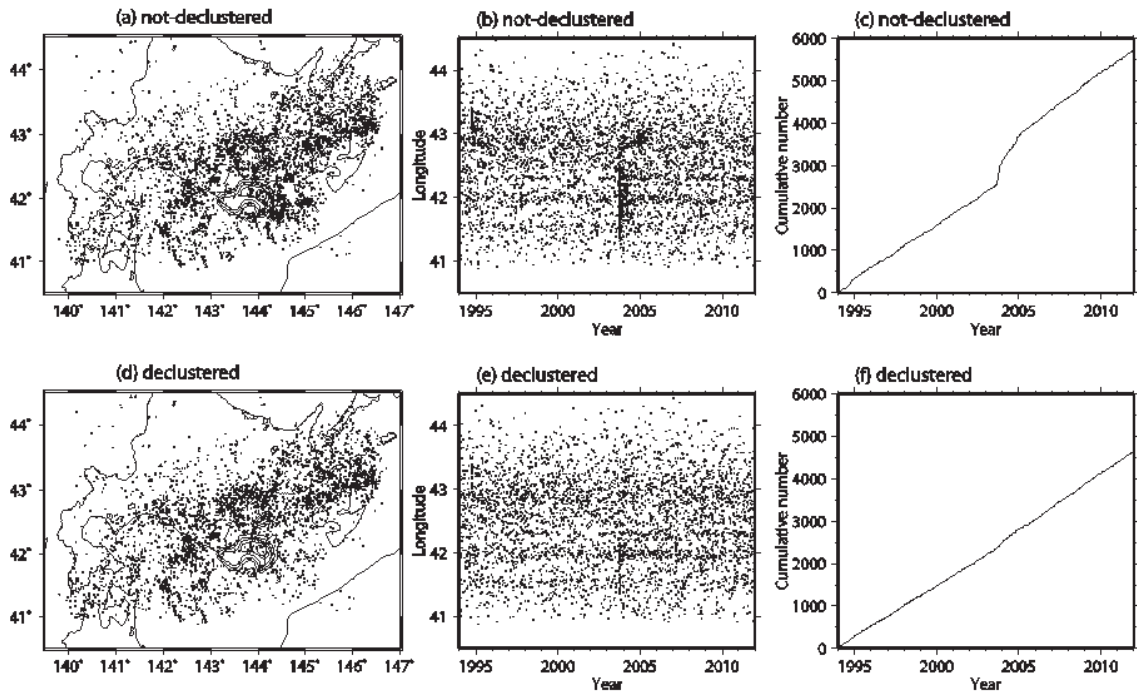 (a) not-declustered
44°
43°
42°
41°
140° 141° 142° 143° 144° 145° 146° 147°
(b) not-declustered
Longitude
44
43
42
41
1995 2000 2005 2010
Year
(c) not-declustered
Cumulative number
6000
5000
4000
3000
2000
1000
0
1995 2000 2005 2010
Year
(d) declustered
44°
43°
42°
41°
140° 141° 142° 143° 144° 145° 146° 147°
(e) declustered
Longitude
44
43
42
41
1995 2000 2005 2010
Year
(f) declustered
Cumulative number
6000
5000
4000
3000
2000
1000
0
1995 2000 2005 2010
Year